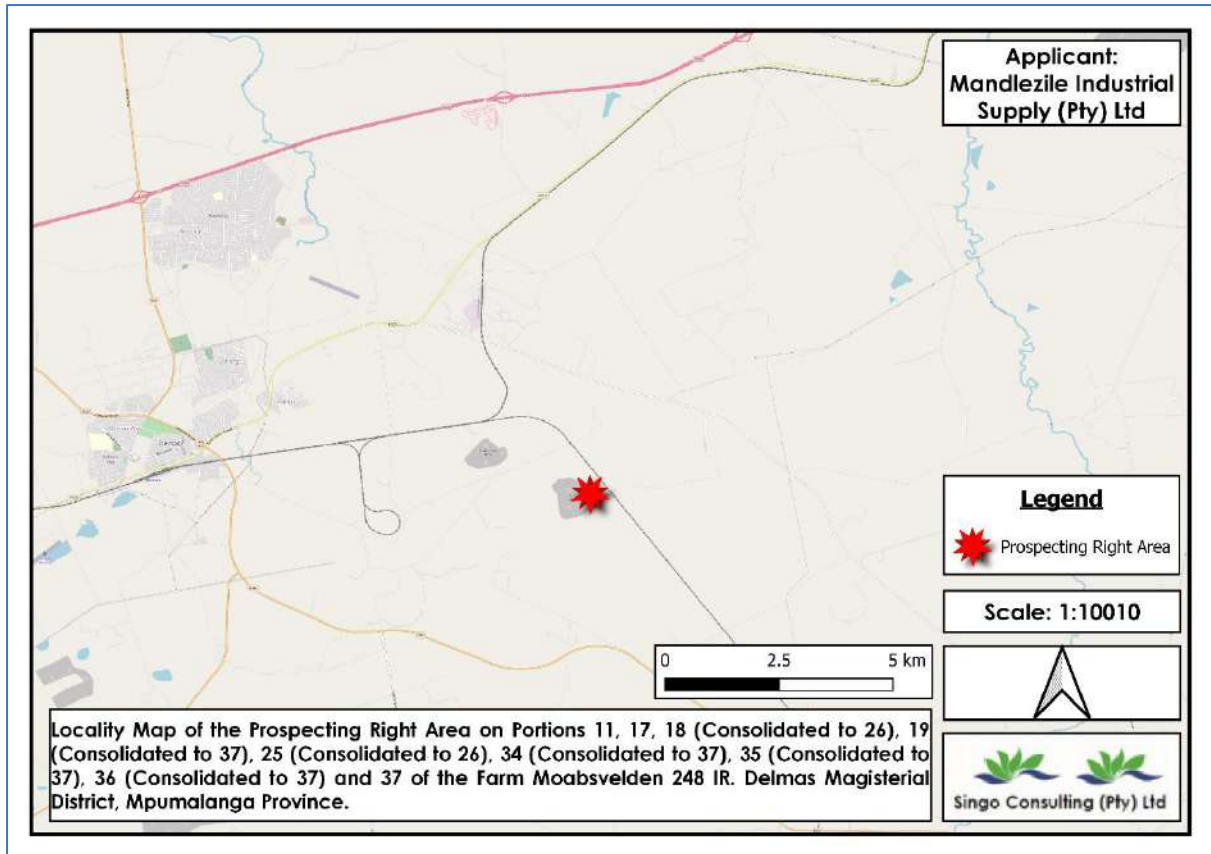 Applicant:
Mandlezile Industrial
Supply (Pty) Ltd
Legend
Prospecting Right Area
Scale: 1:10010
0 2.5 5 km
Locality Map of the Prospecting Right Area on Portions 11, 17, 18 (Consolidated to 26), 19
(Consolidated to 37), 25 (Consolidated to 26), 34 (Consolidated to 37), 35 (Consolidated to
37), 36 (Consolidated to 37) and 37 of the Farm Moabsvelden 248 IR. Delmas Magisterial
District, Mpumalanga Province.
Singo Consulting (Pty) Ltd